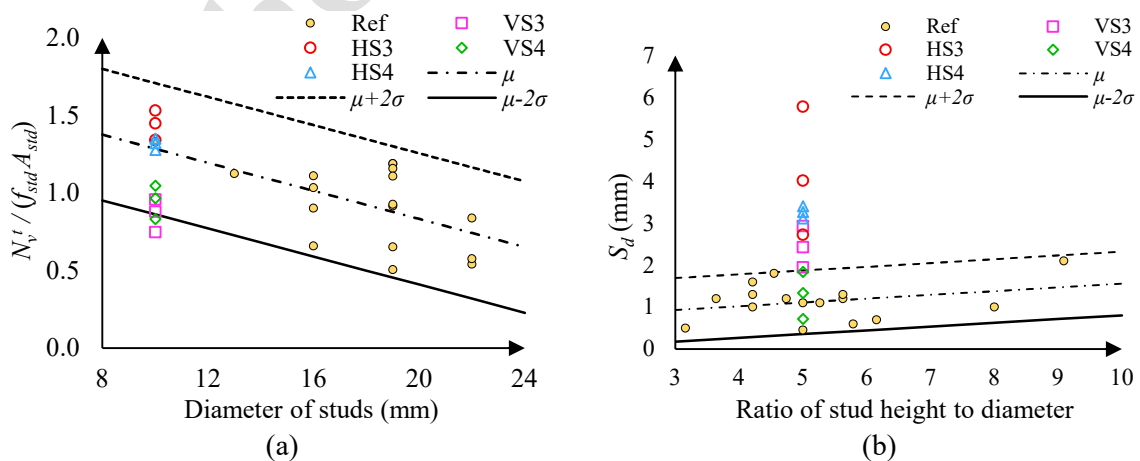 Ref VS3
HS3 VS4
HS4 μ
μ+2σ μ-2σ
2.0
1.5
1.0
0.5
0.0
8 12 16 20 24
N_v^t / (f_std A_std)
Diameter of studs (mm)
(a)
Ref VS3
HS3 VS4
HS4 μ
μ+2σ μ-2σ
7
6
5
4
3
2
1
0
3 4 5 6 7 8 9 10
S_d (mm)
Ratio of stud height to diameter
(b)